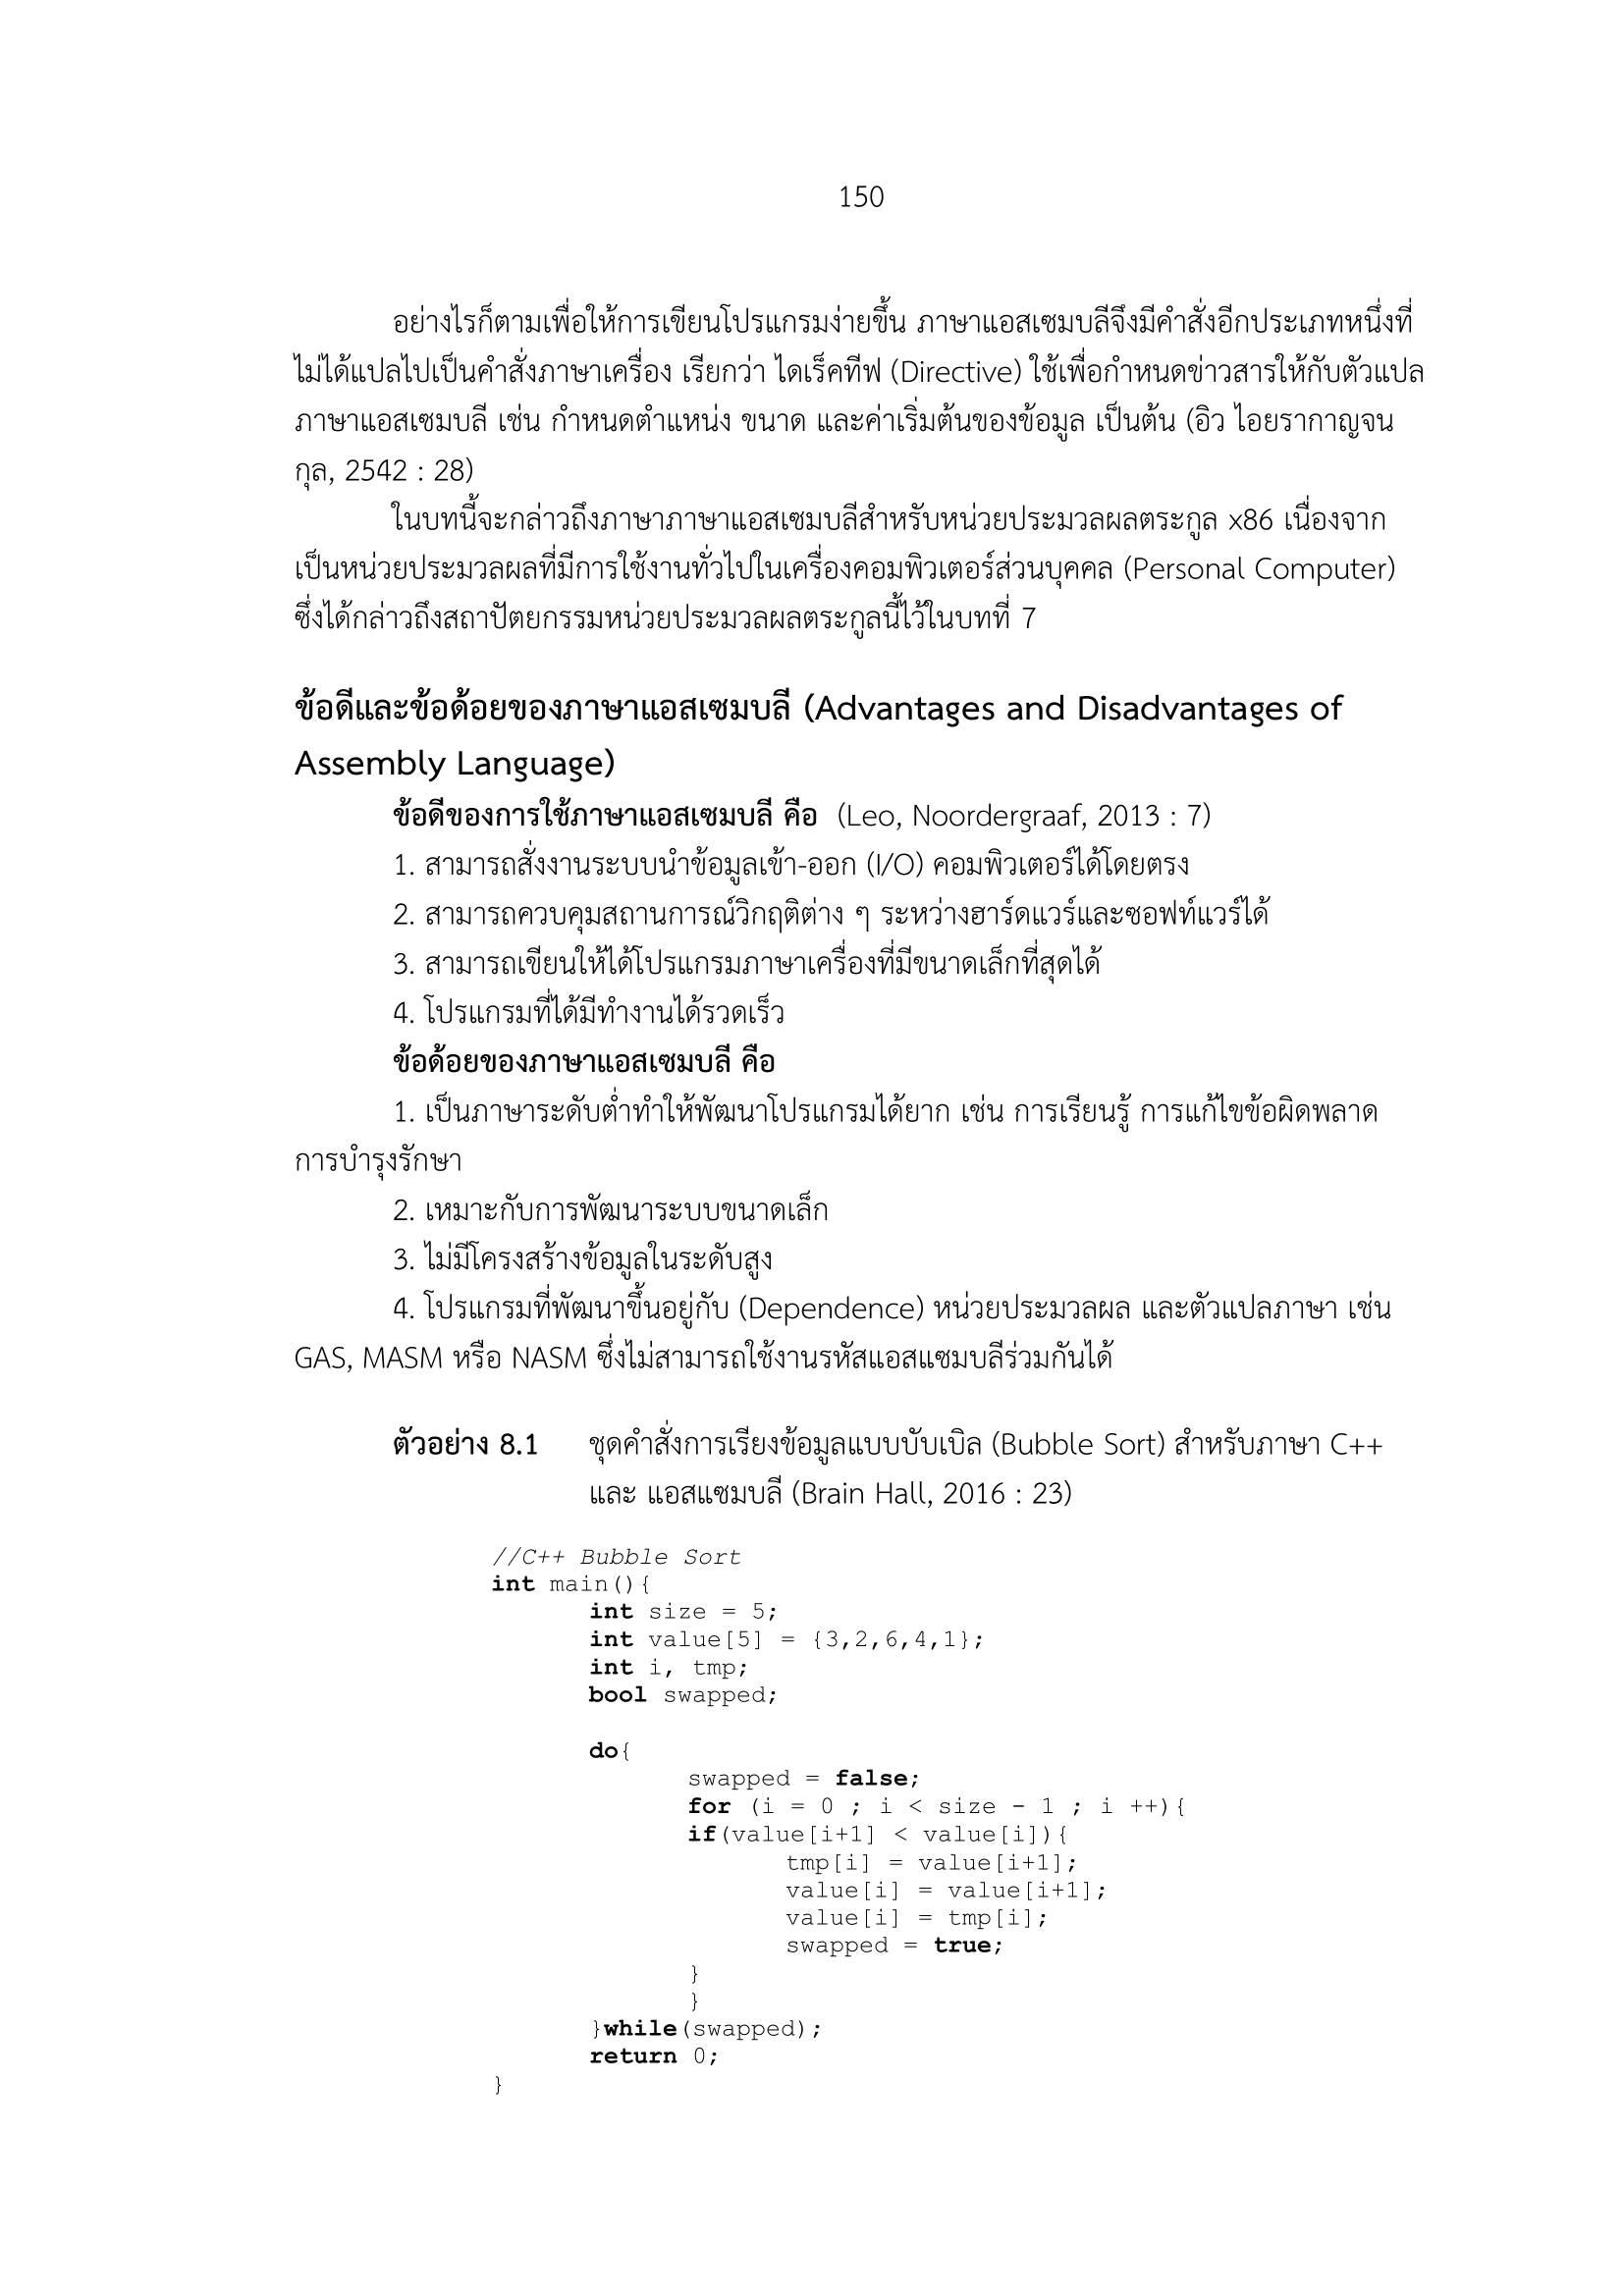 150
อย่างไรก็ตามเพื่อให้การเขียนโปรแกรมง่ายขึ้น ภาษาแอสเซมบลีจึงมีคำสั่งอีกประเภทหนึ่งที่
ไม่ได้แปลไปเป็นคำสั่งภาษาเครื่อง เรียกว่า ไดเร็คทีฟ (Directive) ใช้เพื่อกำหนดข่าวสารให้กับตัวแปล
ภาษาแอสเซมบลี เช่น กำหนดตำแหน่ง ขนาด และค่าเริ่มต้นของข้อมูล เป็นต้น (อิว ไอยรากาญจน
กุล, 2542 : 28)
ในบทนี้จะกล่าวถึงภาษาภาษาแอสเซมบลีสำหรับหน่วยประมวลผลตระกูล x86 เนื่องจาก
เป็นหน่วยประมวลผลที่มีการใช้งานทั่วไปในเครื่องคอมพิวเตอร์ส่วนบุคคล (Personal Computer)
ซึ่งได้กล่าวถึงสถาปัตยกรรมหน่วยประมวลผลตระกูลนี้ไว้ในบทที่ 7
ข้อดีและข้อด้อยของภาษาแอสเซมบลี (Advantages and Disadvantages of
Assembly Language)
ข้อดีของการใช้ภาษาแอสเซมบลี คือ (Leo, Noordergraaf, 2013 : 7)
1. สามารถสั่งงานระบบนำข้อมูลเข้า-ออก (I/O) คอมพิวเตอร์ได้โดยตรง
2. สามารถควบคุมสถานการณ์วิกฤติต่าง ๆ ระหว่างฮาร์ดแวร์และซอฟท์แวร์ได้
3. สามารถเขียนให้ได้โปรแกรมภาษาเครื่องที่มีขนาดเล็กที่สุดได้
4. โปรแกรมที่ได้มีทำงานได้รวดเร็ว
ข้อด้อยของภาษาแอสเซมบลี คือ
1. เป็นภาษาระดับต่ำทำให้พัฒนาโปรแกรมได้ยาก เช่น การเรียนรู้ การแก้ไขข้อผิดพลาด
การบำรุงรักษา
2. เหมาะกับการพัฒนาระบบขนาดเล็ก
3. ไม่มีโครงสร้างข้อมูลในระดับสูง
4. โปรแกรมที่พัฒนาขึ้นอยู่กับ (Dependence) หน่วยประมวลผล และตัวแปลภาษา เช่น
GAS, MASM หรือ NASM ซึ่งไม่สามารถใช้งานรหัสแอสแซมบลีร่วมกันได้
ตัวอย่าง 8.1 ชุดคำสั่งการเรียงข้อมูลแบบบับเบิล (Bubble Sort) สำหรับภาษา C++
และ แอสแซมบลี (Brain Hall, 2016 : 23)
//C++ Bubble Sort
int main(){
int size = 5;
int value[5] = {3,2,6,4,1};
int i, tmp;
bool swapped;
do{
swapped = false;
for (i = 0 ; i < size - 1 ; i ++){
if(value[i+1] < value[i]){
tmp[i] = value[i+1];
value[i] = value[i+1];
value[i] = tmp[i];
swapped = true;
}
}
}while(swapped);
return 0;
}